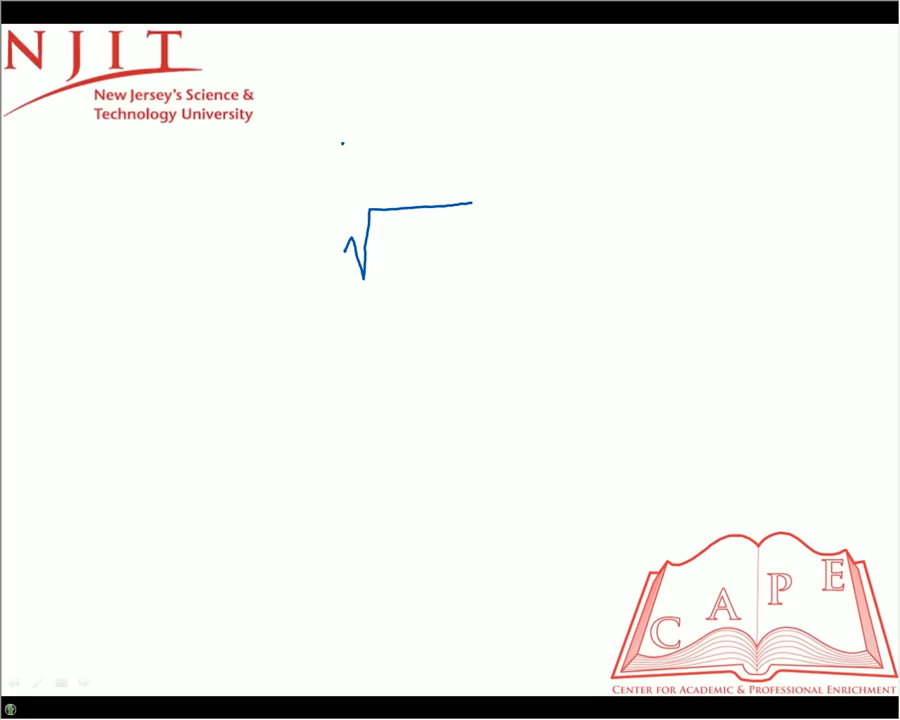 NJIT
New Jersey's Science &
Technology University
√
C A P E
CENTER FOR ACADEMIC & PROFESSIONAL ENRICHMENT